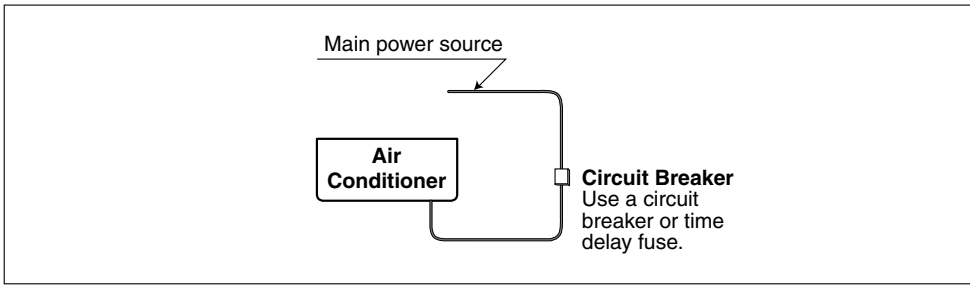 Main power source
Air
Conditioner
Circuit Breaker
Use a circuit
breaker or time
delay fuse.